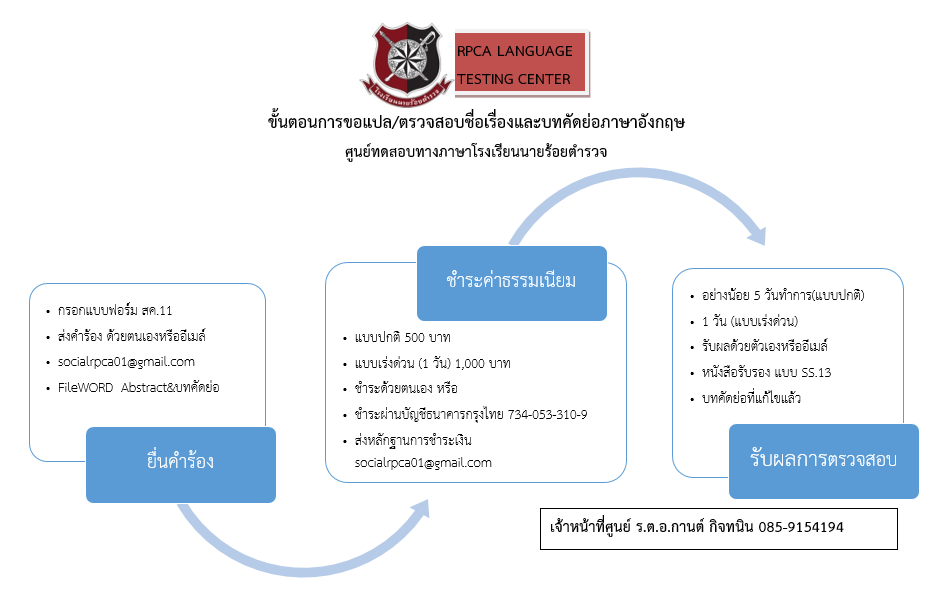 RPCA LANGUAGE
TESTING CENTER
โรงเรียนนายร้อยตำรวจ
ขั้นตอนการขอแปล/ตรวจสอบชื่อเรื่องและบทคัดย่อภาษาอังกฤษ
ศูนย์ทดสอบทางภาษาโรงเรียนนายร้อยตำรวจ
• กรอกแบบฟอร์ม สค.11
• ส่งคำร้อง ด้วยตนเองหรืออีเมล์
• socialrpca01@gmail.com
• FileWORD Abstract&บทคัดย่อ
ยื่นคำร้อง
ชำระค่าธรรมเนียม
• แบบปกติ 500 บาท
• แบบเร่งด่วน (1 วัน) 1,000 บาท
• ชำระด้วยตนเอง หรือ
• ชำระผ่านบัญชีธนาคารกรุงไทย 734-053-310-9
• ส่งหลักฐานการชำระเงิน
socialrpca01@gmail.com
• อย่างน้อย 5 วันทำการ(แบบปกติ)
• 1 วัน (แบบเร่งด่วน)
• รับผลด้วยตัวเองหรืออีเมล์
• หนังสือรับรอง แบบ SS.13
• บทคัดย่อที่แก้ไขแล้ว
รับผลการตรวจสอบ
เจ้าหน้าที่ศูนย์ ร.ต.อ.กานต์ กิจทนิน 085-9154194